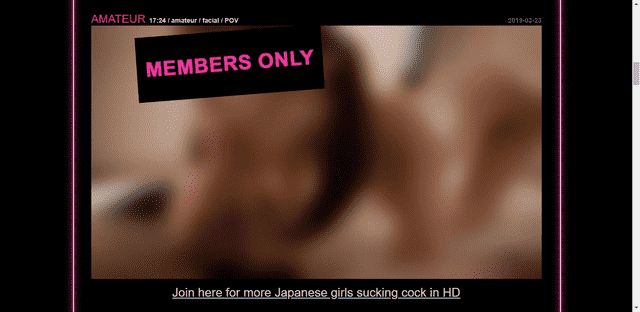 AMATEUR 17:24 / amateur / facial / POV
2019-02-23
MEMBERS ONLY
Join here for more Japanese girls sucking cock in HD